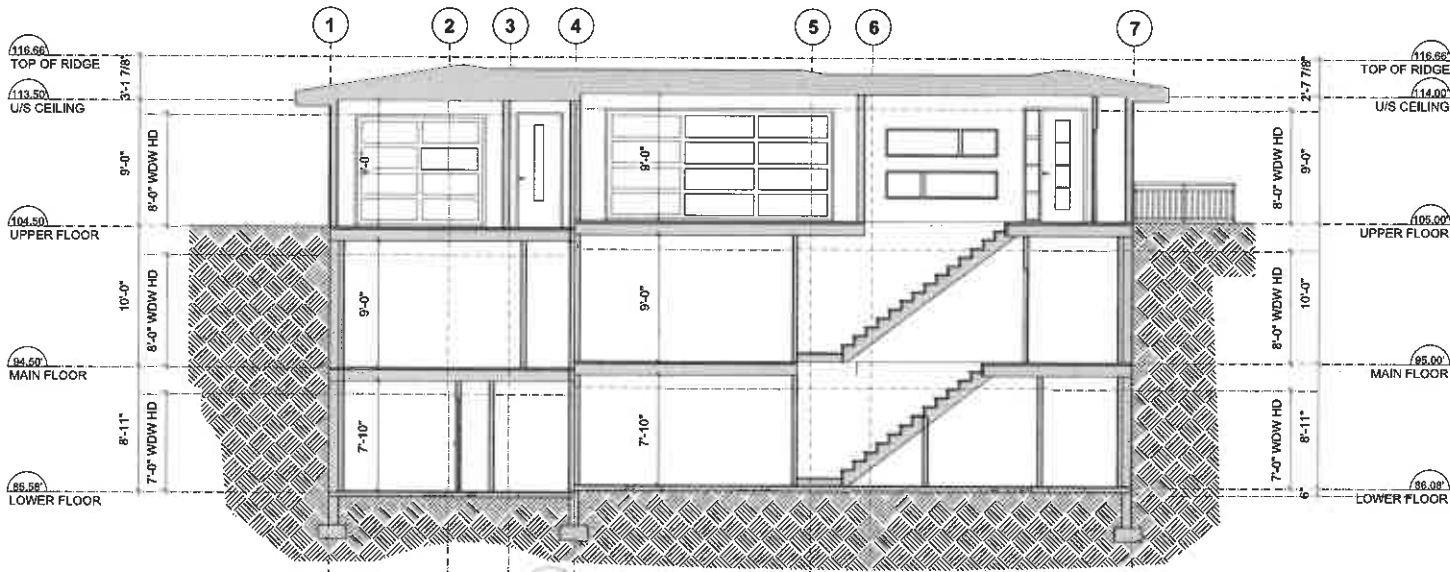 1 2 3 4 5 6 7
116.66'
TOP OF RIDGE
3'-1 7/8"
113.50'
U/S CEILING
9'-0"
8'-0" WDW HD
104.50'
UPPER FLOOR
10'-0"
8'-0" WDW HD
94.50'
MAIN FLOOR
8'-11"
7'-0" WDW HD
85.58'
LOWER FLOOR
9'-0"
9'-0"
9'-0"
9'-0"
7'-10"
7'-10"
116.66'
TOP OF RIDGE
2'-7 7/8"
114.00'
U/S CEILING
8'-0" WDW HD
9'-0"
105.00'
UPPER FLOOR
8'-0" WDW HD
10'-0"
95.00'
MAIN FLOOR
7'-0" WDW HD
8'-11"
86.08'
LOWER FLOOR
6"